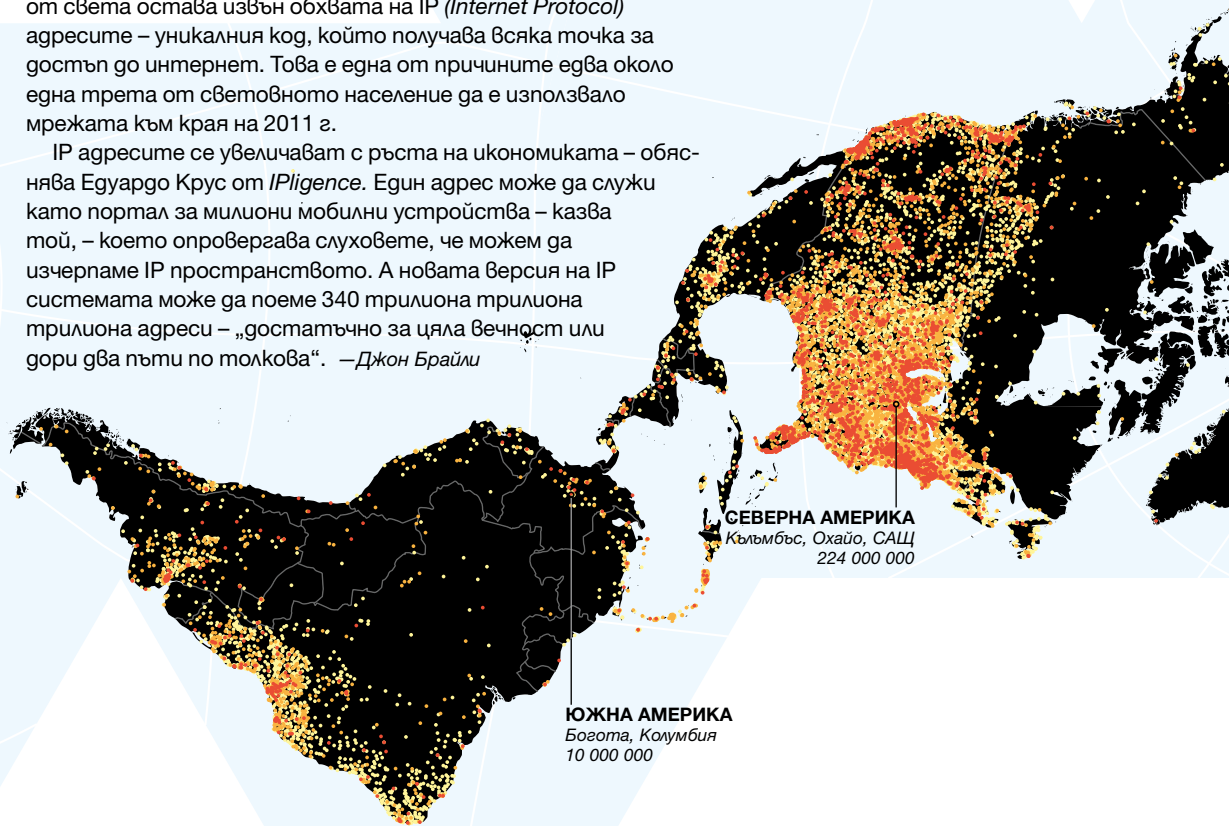 от света остава извън обхвата на IP (Internet Protocol)
адресите – уникалния код, който получава всяка точка за
достъп до интернет. Това е една от причините едва около
една трета от световното население да е използвало
мрежата към края на 2011 г.
IP адресите се увеличават с ръста на икономиката – обяс-
нява Едуардо Крус от IPligence. Един адрес може да служи
като портал за милиони мобилни устройства – казва
той, – което опровергава слуховете, че можем да
изчерпаме IP пространството. А новата версия на IP
системата може да поеме 340 трилиона трилиона
трилиона адреси – „достатъчно за цяла вечност или
дори два пъти по толкова“. —Джон Брайли
СЕВЕРНА АМЕРИКА
Кълъмбъс, Охайо, САЩ
224 000 000
ЮЖНА АМЕРИКА
Богота, Колумбия
10 000 000